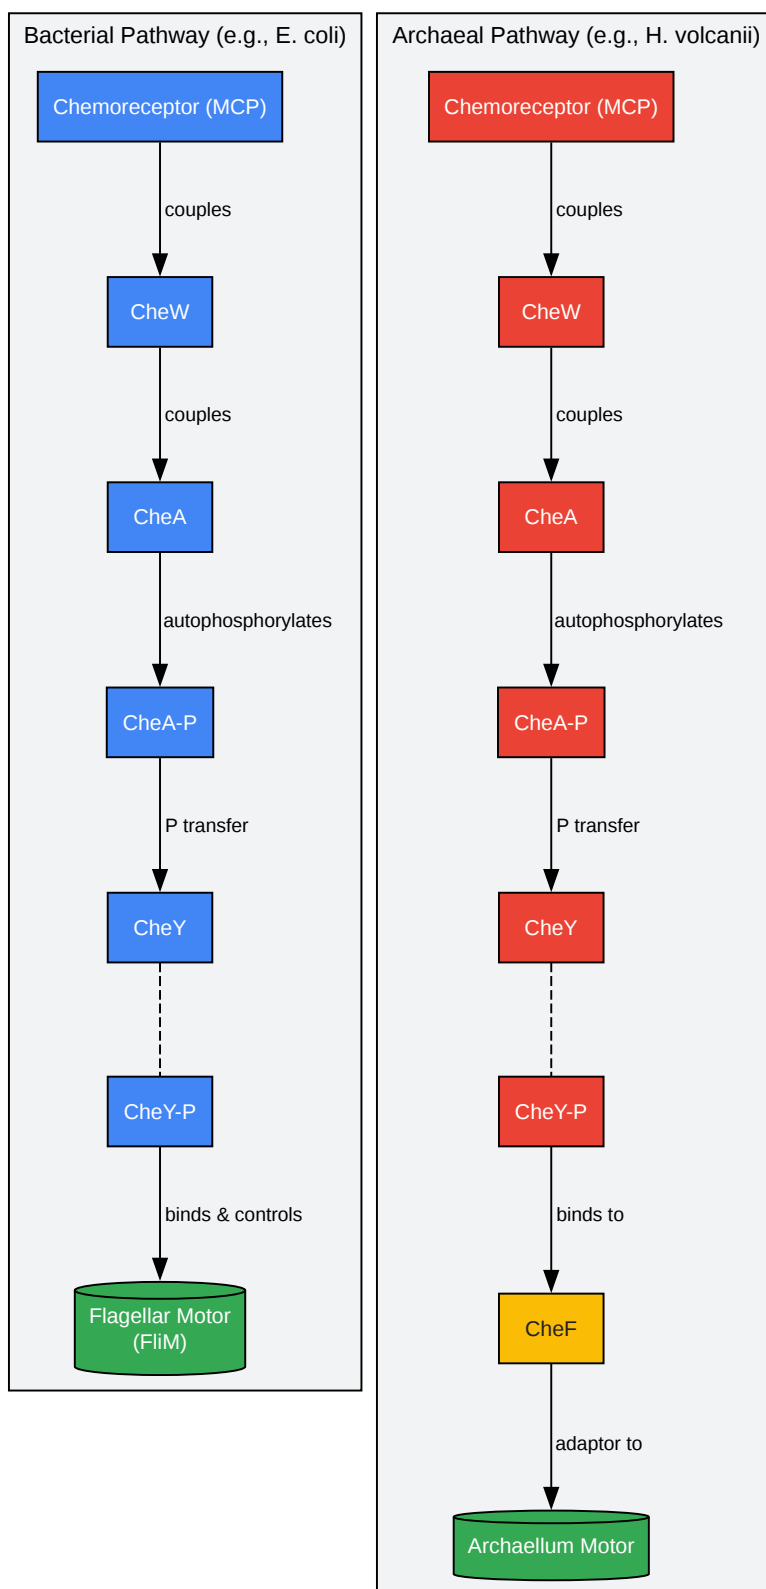 Bacterial Pathway (e.g., E. coli)
Chemoreceptor (MCP)
couples
CheW
couples
CheA
autophosphorylates
CheA-P
P transfer
CheY
CheY-P
binds & controls
Flagellar Motor
(FliM)
Archaeal Pathway (e.g., H. volcanii)
Chemoreceptor (MCP)
couples
CheW
couples
CheA
autophosphorylates
CheA-P
P transfer
CheY
CheY-P
binds to
CheF
adaptor to
Archaellum Motor